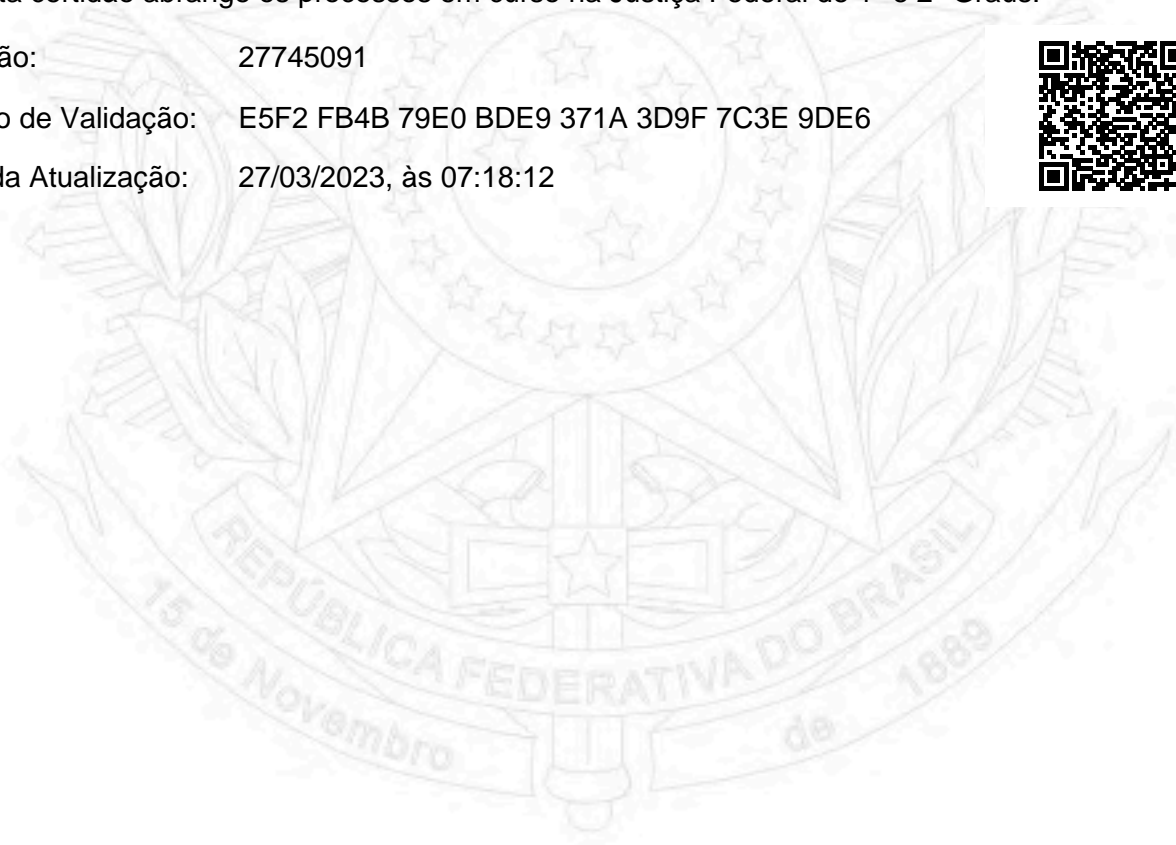 ta certidão abrange os processos em curso na Justiça Federal de 1º e 2º Graus.
ão: 27745091
o de Validação: E5F2 FB4B 79E0 BDE9 371A 3D9F 7C3E 9DE6
da Atualização: 27/03/2023, às 07:18:12
REPÚBLICA FEDERATIVA DO BRASIL
15 de Novembro de 1889